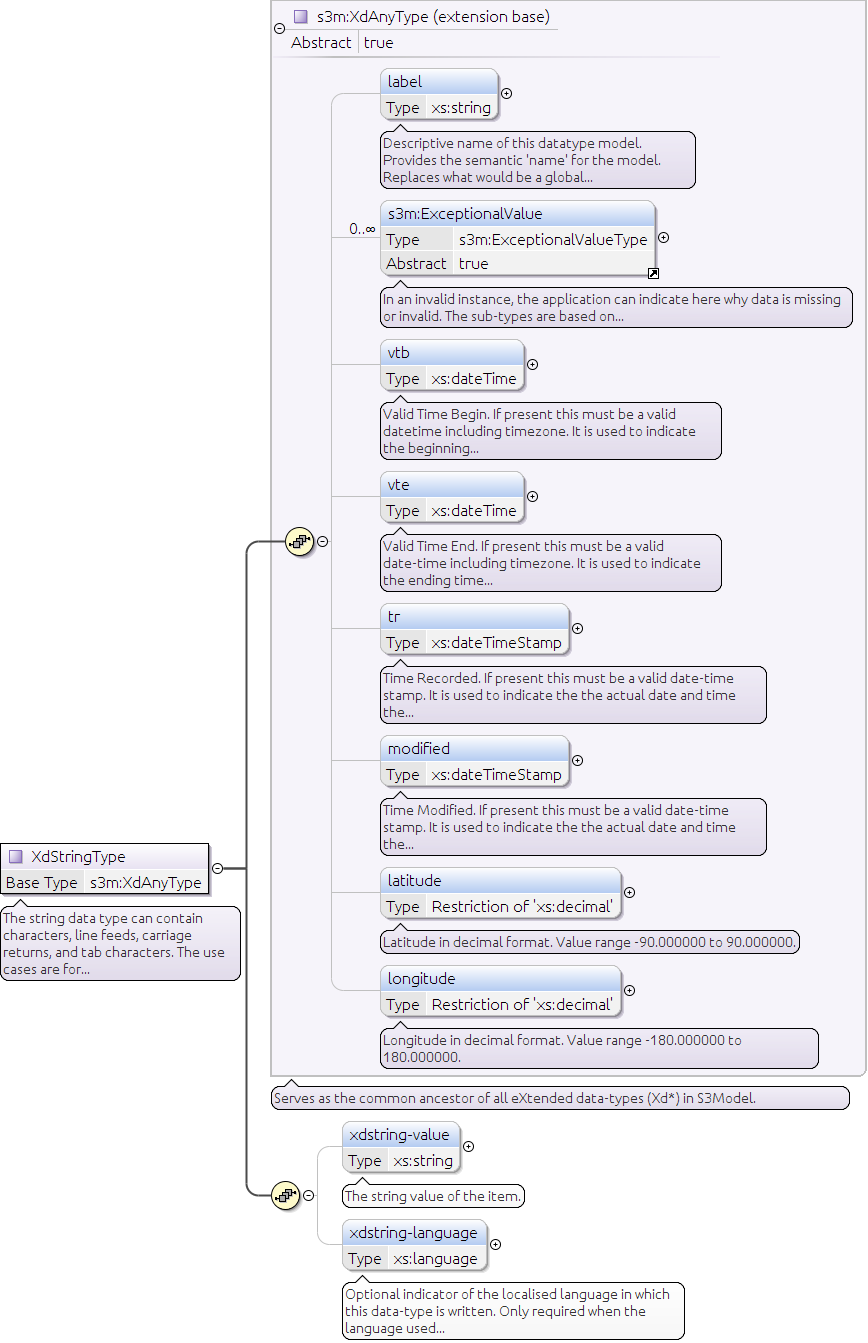 s3m:XdAnyType (extension base)
Abstract true
label
Type xs:string
Descriptive name of this datatype model.
Provides the semantic 'name' for the model.
Replaces what would be a global...
0..∞
s3m:ExceptionalValue
Type s3m:ExceptionalValueType
Abstract true
In an invalid instance, the application can indicate here why data is missing
or invalid. The sub-types are based on...
vtb
Type xs:dateTime
Valid Time Begin. If present this must be a valid
datetime including timezone. It is used to indicate
the beginning...
vte
Type xs:dateTime
Valid Time End. If present this must be a valid
date-time including timezone. It is used to indicate
the ending time...
tr
Type xs:dateTimeStamp
Time Recorded. If present this must be a valid date-time
stamp. It is used to indicate the the actual date and time
the...
modified
Type xs:dateTimeStamp
Time Modified. If present this must be a valid date-time
stamp. It is used to indicate the the actual date and time
the...
XdStringType
Base Type s3m:XdAnyType
The string data type can contain
characters, line feeds, carriage
returns, and tab characters. The use
cases are for...
latitude
Type Restriction of 'xs:decimal'
Latitude in decimal format. Value range -90.000000 to 90.000000.
longitude
Type Restriction of 'xs:decimal'
Longitude in decimal format. Value range -180.000000 to
180.000000.
Serves as the common ancestor of all eXtended data-types (Xd*) in S3Model.
xdstring-value
Type xs:string
The string value of the item.
xdstring-language
Type xs:language
Optional indicator of the localised language in which
this data-type is written. Only required when the
language used...